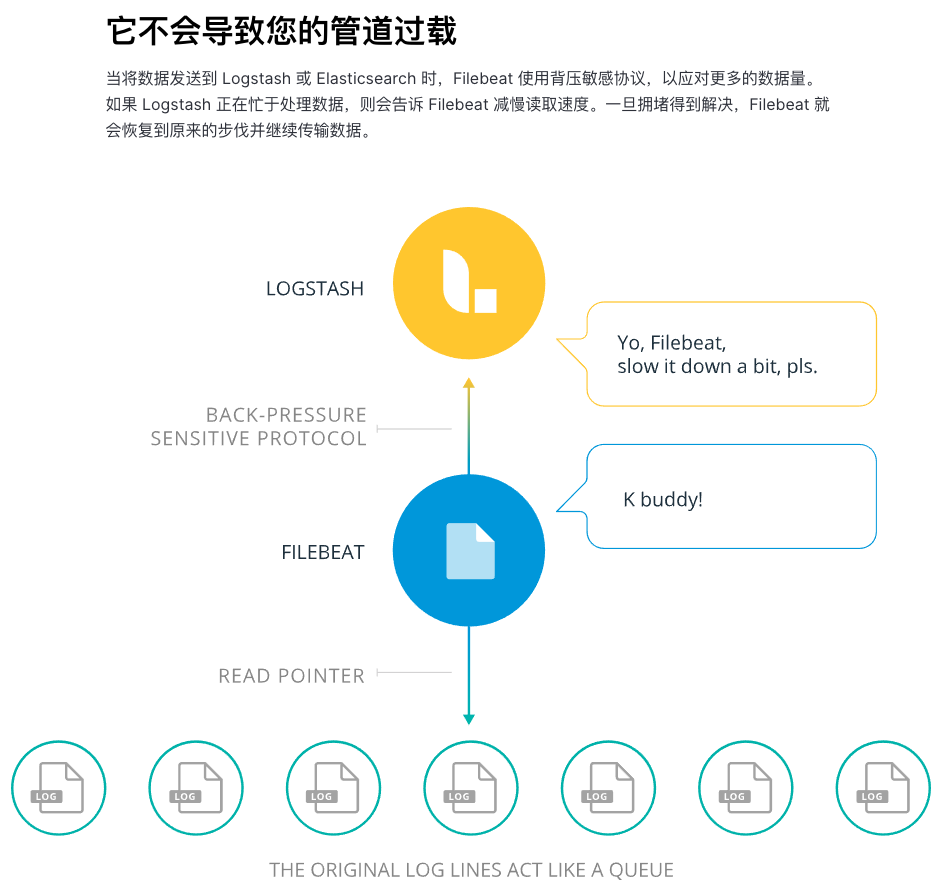 它不会导致您的管道过载
当将数据发送到 Logstash 或 Elasticsearch 时，Filebeat 使用背压敏感协议，以应对更多的数据量。
如果 Logstash 正在忙于处理数据，则会告诉 Filebeat 减慢读取速度。一旦拥堵得到解决，Filebeat 就
会恢复到原来的步伐并继续传输数据。
LOGSTASH
Yo, Filebeat,
slow it down a bit, pls.
BACK-PRESSURE
SENSITIVE PROTOCOL
K buddy!
FILEBEAT
READ POINTER
LOG
LOG
LOG
LOG
LOG
LOG
LOG
THE ORIGINAL LOG LINES ACT LIKE A QUEUE